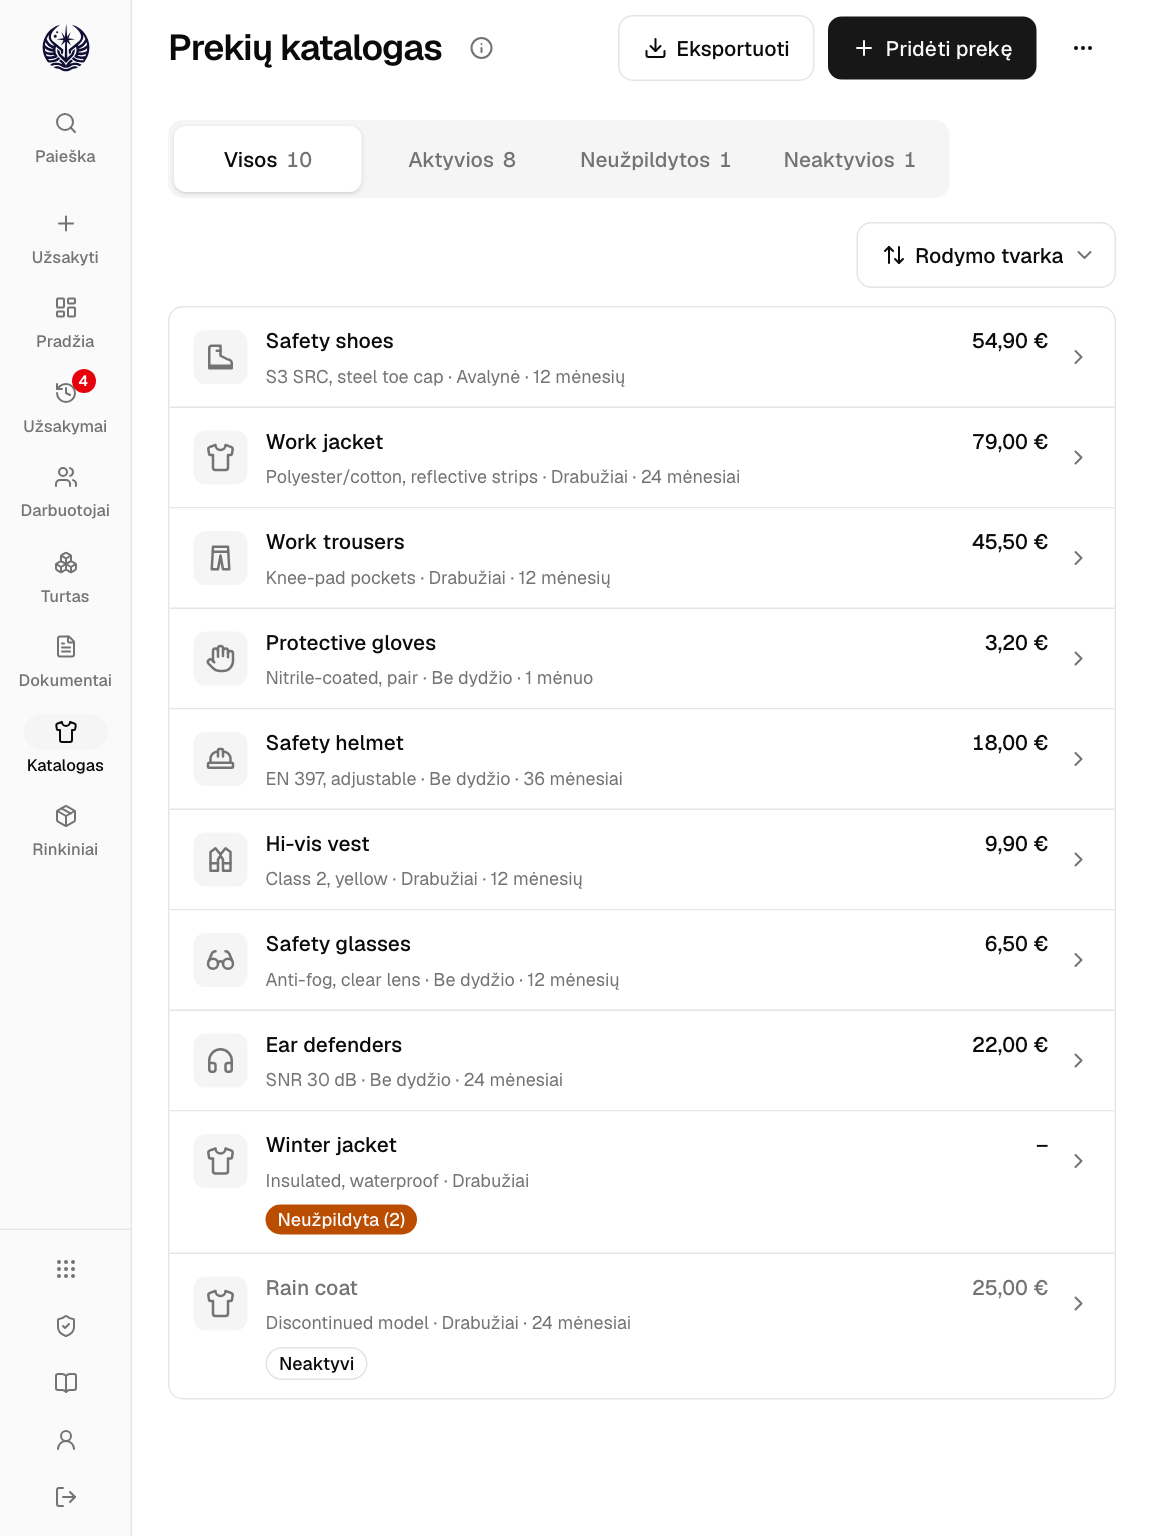 Prekių katalogas
Eksportuoti
Pridėti prekę
Paieška
Užsakyti
Pradžia
4
Užsakymai
Darbuotojai
Turtas
Dokumentai
Katalogas
Rinkiniai
Visos 10
Aktyvios 8
Neužpildytos 1
Neaktyvios 1
Rodymo tvarka
Safety shoes
54,90 €
S3 SRC, steel toe cap · Avalynė · 12 mėnesių
Work jacket
79,00 €
Polyester/cotton, reflective strips · Drabužiai · 24 mėnesiai
Work trousers
45,50 €
Knee-pad pockets · Drabužiai · 12 mėnesių
Protective gloves
3,20 €
Nitrile-coated, pair · Be dydžio · 1 mėnuo
Safety helmet
18,00 €
EN 397, adjustable · Be dydžio · 36 mėnesiai
Hi-vis vest
9,90 €
Class 2, yellow · Drabužiai · 12 mėnesių
Safety glasses
6,50 €
Anti-fog, clear lens · Be dydžio · 12 mėnesių
Ear defenders
22,00 €
SNR 30 dB · Be dydžio · 24 mėnesiai
Winter jacket
–
Insulated, waterproof · Drabužiai
Neužpildyta (2)
Rain coat
25,00 €
Discontinued model · Drabužiai · 24 mėnesiai
Neaktyvi